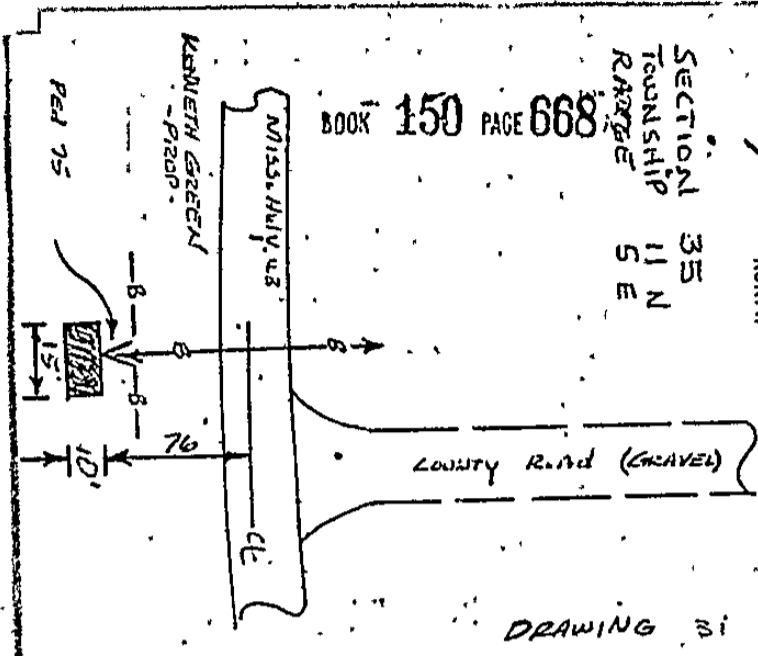 BOOK 150 PAGE 668
SECTION 35
TOWNSHIP 11 N
RANGE 5 E
Miss. Hwy. 43
KENNETH GREEN
- PROP -
PED 75
B
B
B
B
15'
10'
76
COUNTY Road (GRAVEL)
DRAWING 31